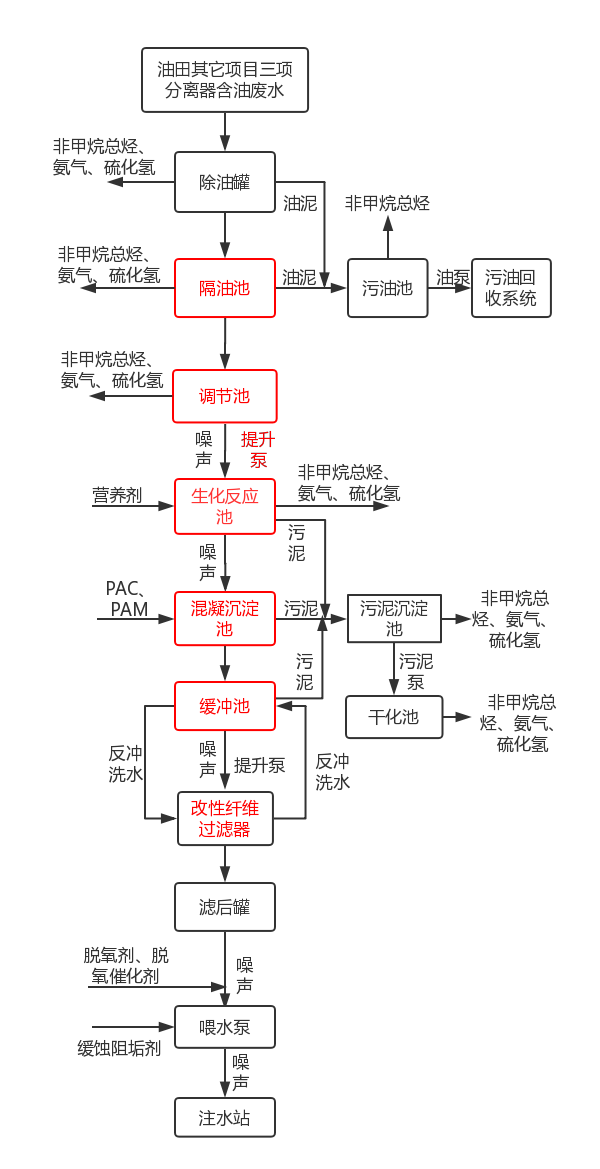 油田其它项目三项
分离器含油废水
非甲烷总烃、
氨气、硫化氢
除油罐
油泥
非甲烷总烃
非甲烷总烃、
氨气、硫化氢
隔油池
油泥
污油池
油泵
污油回
收系统
非甲烷总烃、
氨气、硫化氢
调节池
噪
声
提升
泵
非甲烷总烃、
氨气、硫化氢
营养剂
生化反应
池
污
泥
噪
声
PAC、
PAM
混凝沉淀
池
污泥
污泥沉淀
池
非甲烷总
烃、氨气、
硫化氢
污
泥
污泥
泵
缓冲池
干化池
非甲烷总
烃、氨气、
硫化氢
反冲
洗水
噪
声
提升泵
反冲
洗水
改性纤维
过滤器
滤后罐
脱氧剂、脱
氧催化剂
噪
声
喂水泵
缓蚀阻垢剂
噪
声
注水站